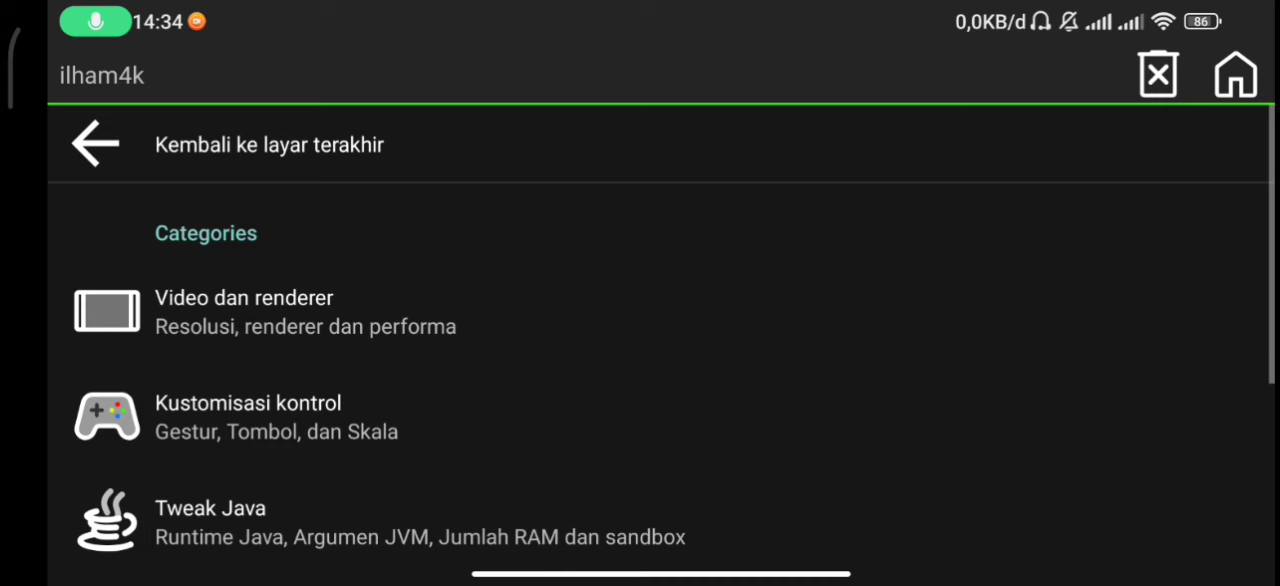 14:34
0,0KB/d
86
ilham4k
Kembali ke layar terakhir
Categories
Video dan renderer
Resolusi, renderer dan performa
Kustomisasi kontrol
Gestur, Tombol, dan Skala
Tweak Java
Runtime Java, Argumen JVM, Jumlah RAM dan sandbox